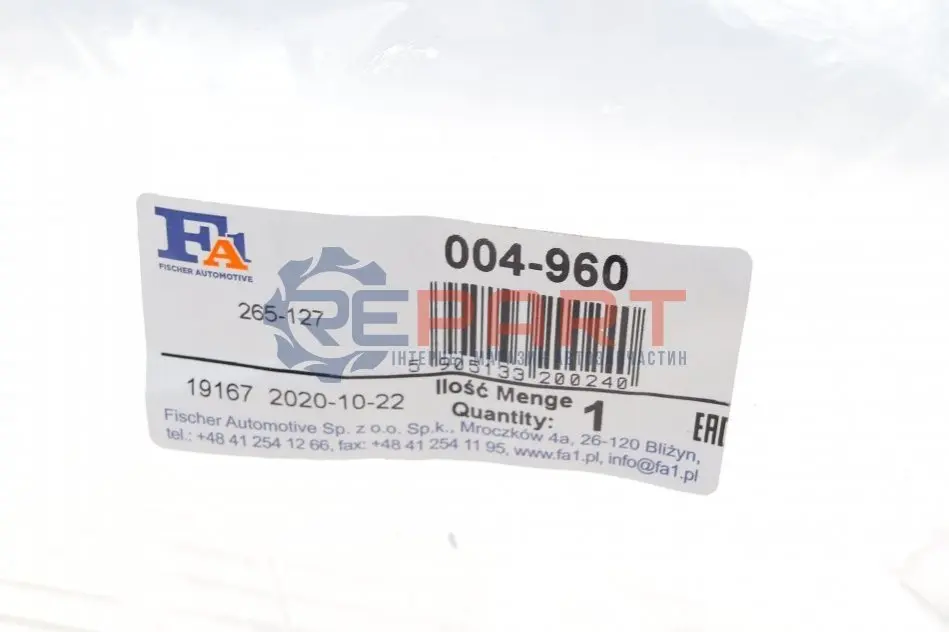 FA1
FISCHER AUTOMOTIVE
004-960
265-127
REPART
ІНТЕРНЕТ МАГАЗИН АВТОЗАПЧАСТИН
5 905133 200240
19167 2020-10-22
Ilość Menge
Quantity: 1
EAC
Fischer Automotive Sp. z o.o. Sp.k., Mroczków 4a, 26-120 Bliżyn,
tel.: +48 41 254 12 66, fax: +48 41 254 11 95, www.fa1.pl, info@fa1.pl